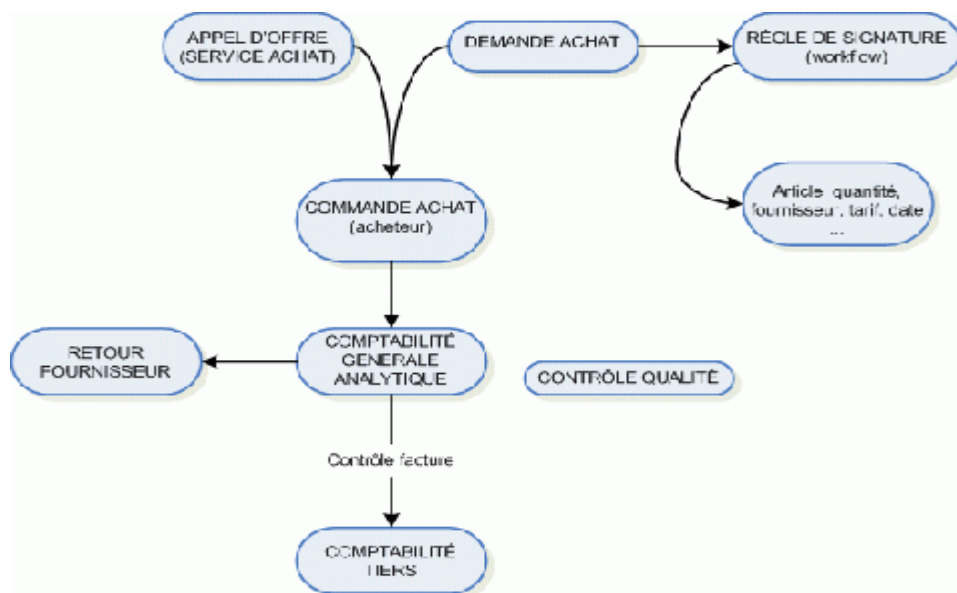 APPEL D'OFFRE
(SERVICE ACHAT)
DEMANDE ACHAT
RÈGLE DE SIGNATURE
(workflow)
Article quantité,
fournisseur, tarif, date
...
COMMANDE ACHAT
(acheteur)
COMPTABILITÉ
GENERALE
ANALYTIQUE
RETOUR
FOURNISSEUR
CONTRÔLE QUALITÉ
Contrôle facture
COMPTABILITÉ
TIERS